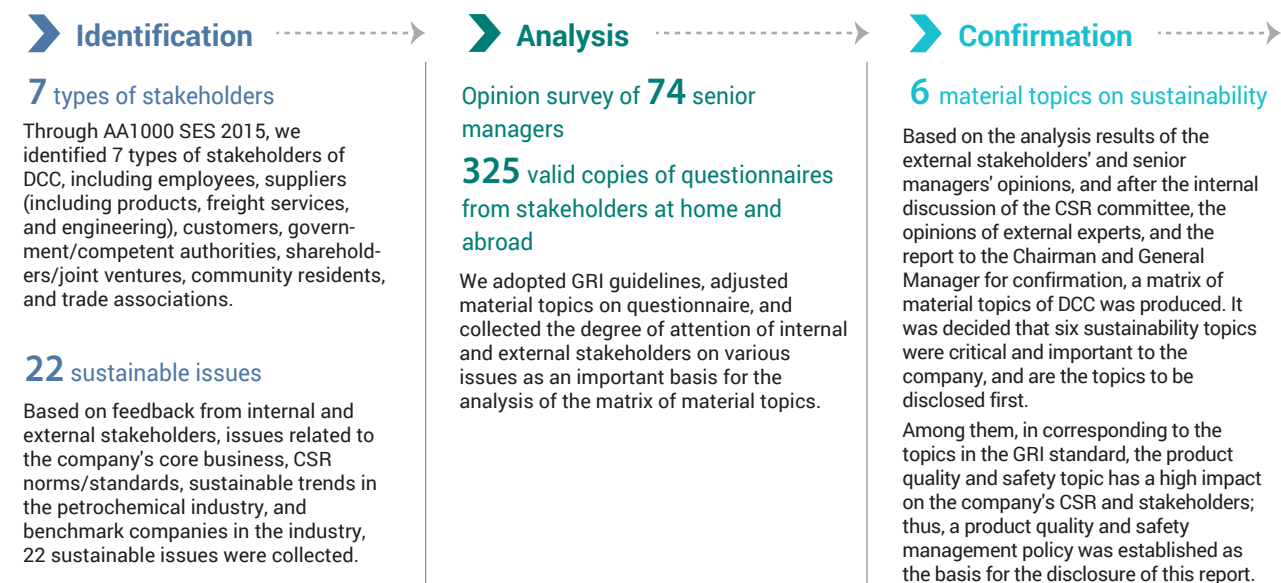 Identification
7 types of stakeholders
Through AA1000 SES 2015, we
identified 7 types of stakeholders of
DCC, including employees, suppliers
(including products, freight services,
and engineering), customers, govern-
ment/competent authorities, sharehold-
ers/joint ventures, community residents,
and trade associations.
22 sustainable issues
Based on feedback from internal and
external stakeholders, issues related to
the company's core business, CSR
norms/standards, sustainable trends in
the petrochemical industry, and
benchmark companies in the industry,
22 sustainable issues were collected.
Analysis
Opinion survey of 74 senior
managers
325 valid copies of questionnaires
from stakeholders at home and
abroad
We adopted GRI guidelines, adjusted
material topics on questionnaire, and
collected the degree of attention of internal
and external stakeholders on various
issues as an important basis for the
analysis of the matrix of material topics.
Confirmation
6 material topics on sustainability
Based on the analysis results of the
external stakeholders' and senior
managers' opinions, and after the internal
discussion of the CSR committee, the
opinions of external experts, and the
report to the Chairman and General
Manager for confirmation, a matrix of
material topics of DCC was produced. It
was decided that six sustainability topics
were critical and important to the
company, and are the topics to be
disclosed first.
Among them, in corresponding to the
topics in the GRI standard, the product
quality and safety topic has a high impact
on the company's CSR and stakeholders;
thus, a product quality and safety
management policy was established as
the basis for the disclosure of this report.